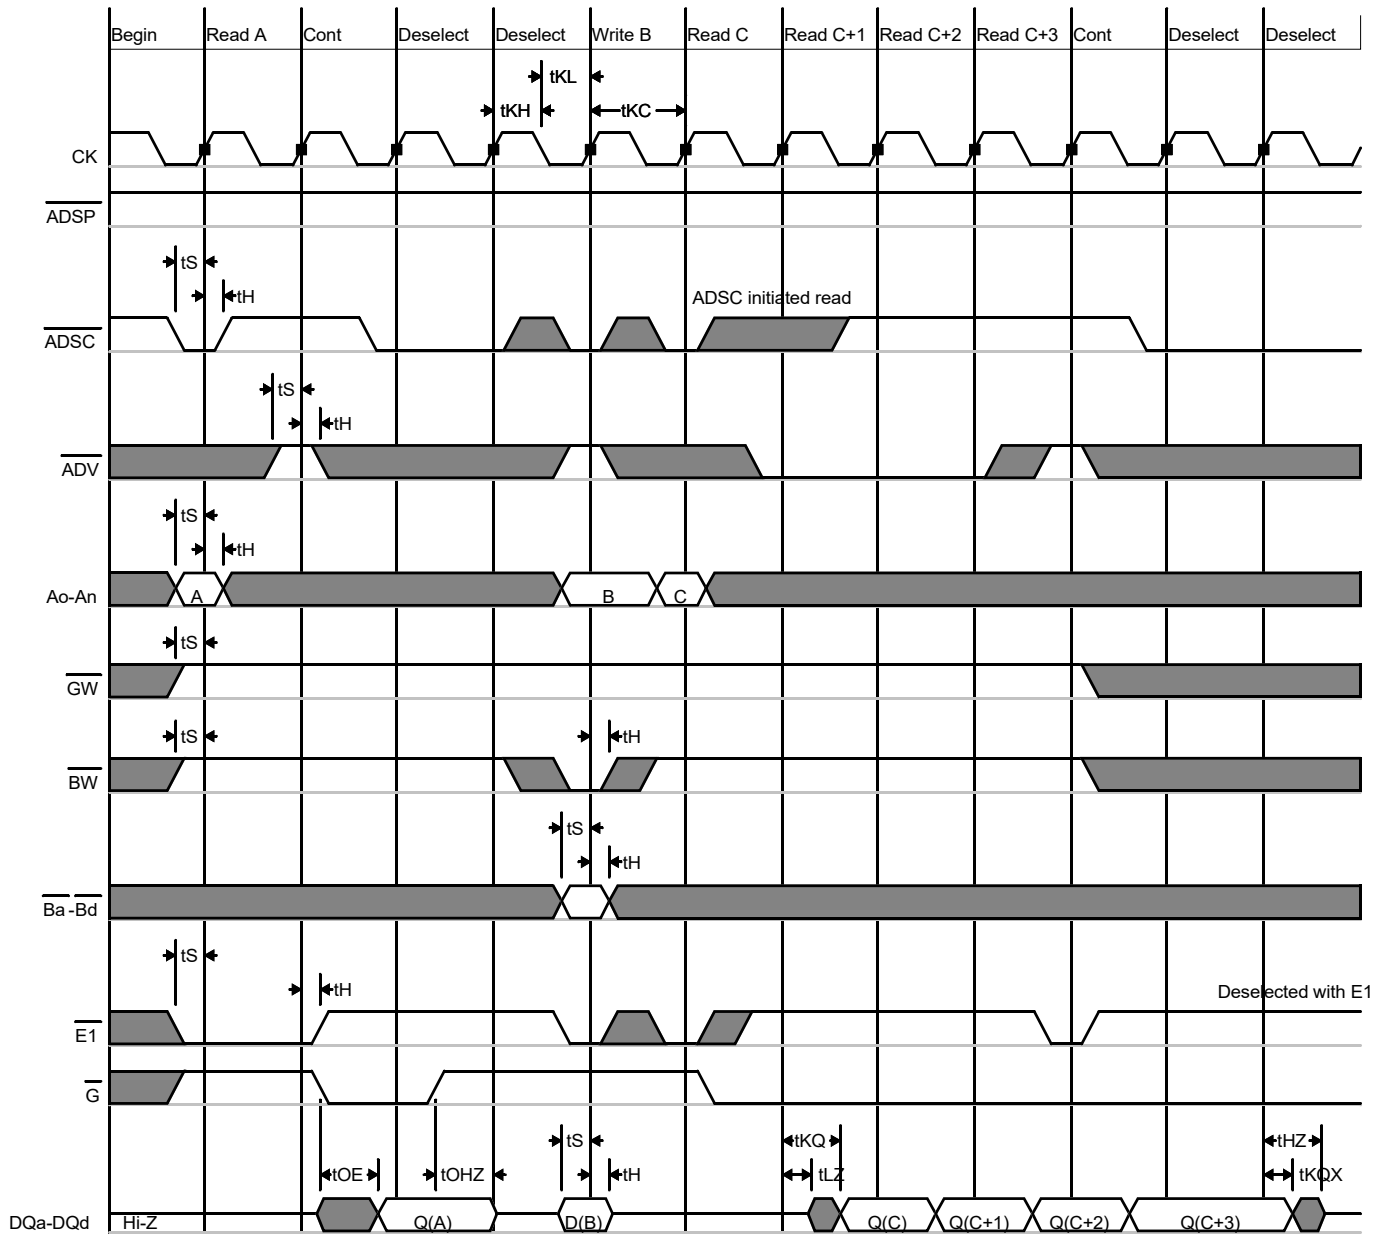 Begin Read A Cont Deselect Deselect Write B Read C Read C+1 Read C+2 Read C+3 Cont Deselect Deselect
tKL
tKH tKC
CK
ADSP
tS
tH
ADSC initiated read
ADSC
tS
tH
ADV
tS
tH
Ao-An A B C
tS
GW
tS tH
BW
tS
tH
Ba-Bd
tS
tH
Deselected with E1
E1
G
tS tKQ tHZ
tOE tOHZ tH tLZ tKQX
DQa-DQd Hi-Z Q(A) D(B) Q(C) Q(C+1) Q(C+2) Q(C+3)